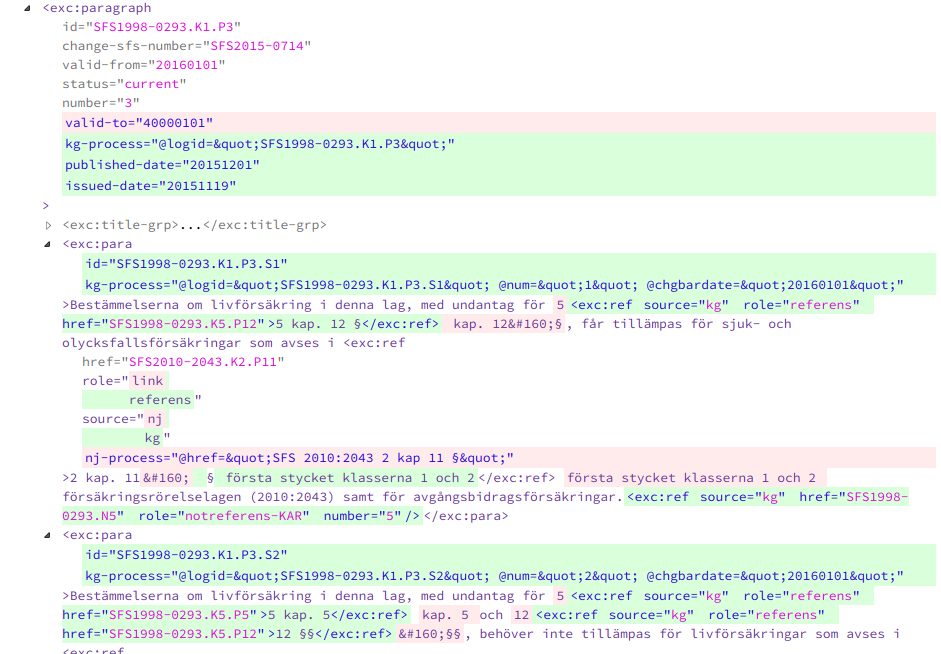 <exc:paragraph
id="SFS1998-0293.K1.P3"
change-sfs-number="SFS2015-0714"
valid-from="20160101"
status="current"
number="3"
valid-to="40000101"
kg-process="@logid=&quot;SFS1998-0293.K1.P3&quot;"
published-date="20151201"
issued-date="20151119"
>
<exc:title-grp>...</exc:title-grp>
<exc:para
id="SFS1998-0293.K1.P3.S1"
kg-process="@logid=&quot;SFS1998-0293.K1.P3.S1&quot; @num=&quot;1&quot; @chgbardate=&quot;20160101&quot;"
>Bestämmelserna om livförsäkring i denna lag, med undantag för 5 <exc:ref source="kg" role="referens"
href="SFS1998-0293.K5.P12">5 kap. 12 §</exc:ref> kap. 12&#160;§, får tillämpas för sjuk- och
olycksfallsförsäkringar som avses i <exc:ref
href="SFS2010-2043.K2.P11"
role="link
referens"
source="nj
kg"
nj-process="@href=&quot;SFS 2010:2043 2 kap 11 §&quot;"
>2 kap. 11&#160; § första stycket klasserna 1 och 2</exc:ref> första stycket klasserna 1 och 2
försäkringsrörelselagen (2010:2043) samt för avgångsbidragsförsäkringar.<exc:ref source="kg" href="SFS1998-
0293.N5" role="notreferens-KAR" number="5"/></exc:para>
<exc:para
id="SFS1998-0293.K1.P3.S2"
kg-process="@logid=&quot;SFS1998-0293.K1.P3.S2&quot; @num=&quot;2&quot; @chgbardate=&quot;20160101&quot;"
>Bestämmelserna om livförsäkring i denna lag, med undantag för 5 <exc:ref source="kg" role="referens"
href="SFS1998-0293.K5.P5">5 kap. 5</exc:ref> kap. 5 och 12 <exc:ref source="kg" role="referens"
href="SFS1998-0293.K5.P12">12 §§</exc:ref> &#160;§§, behöver inte tillämpas för livförsäkringar som avses i
<exc:ref